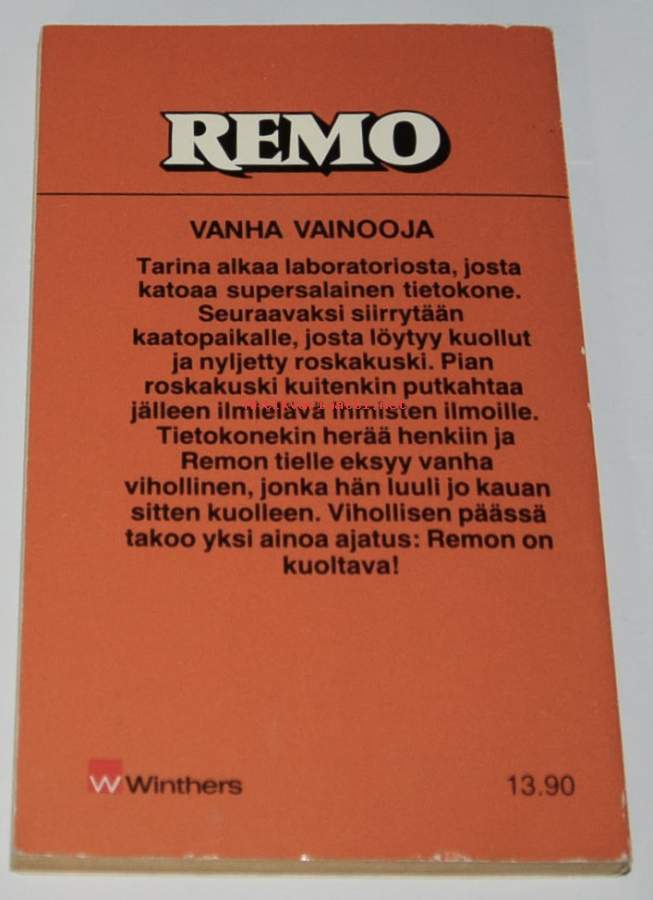 REMO
VANHA VAINOOJA
Tarina alkaa laboratoriosta, josta
katoaa supersalainen tietokone.
Seuraavaksi siirrytään
kaatopaikalle, josta löytyy kuollut
ja nyljetty roskakuski. Pian
roskakuski kuitenkin putkahtaa
jälleen ilmielävä ihmisten ilmoille.
Tietokonekin herää henkiin ja
Remon tielle eksyy vanha
vihollinen, jonka hän luuli jo kauan
sitten kuolleen. Vihollisen päässä
takoo yksi ainoa ajatus: Remon on
kuoltava!
W Winthers
13.90